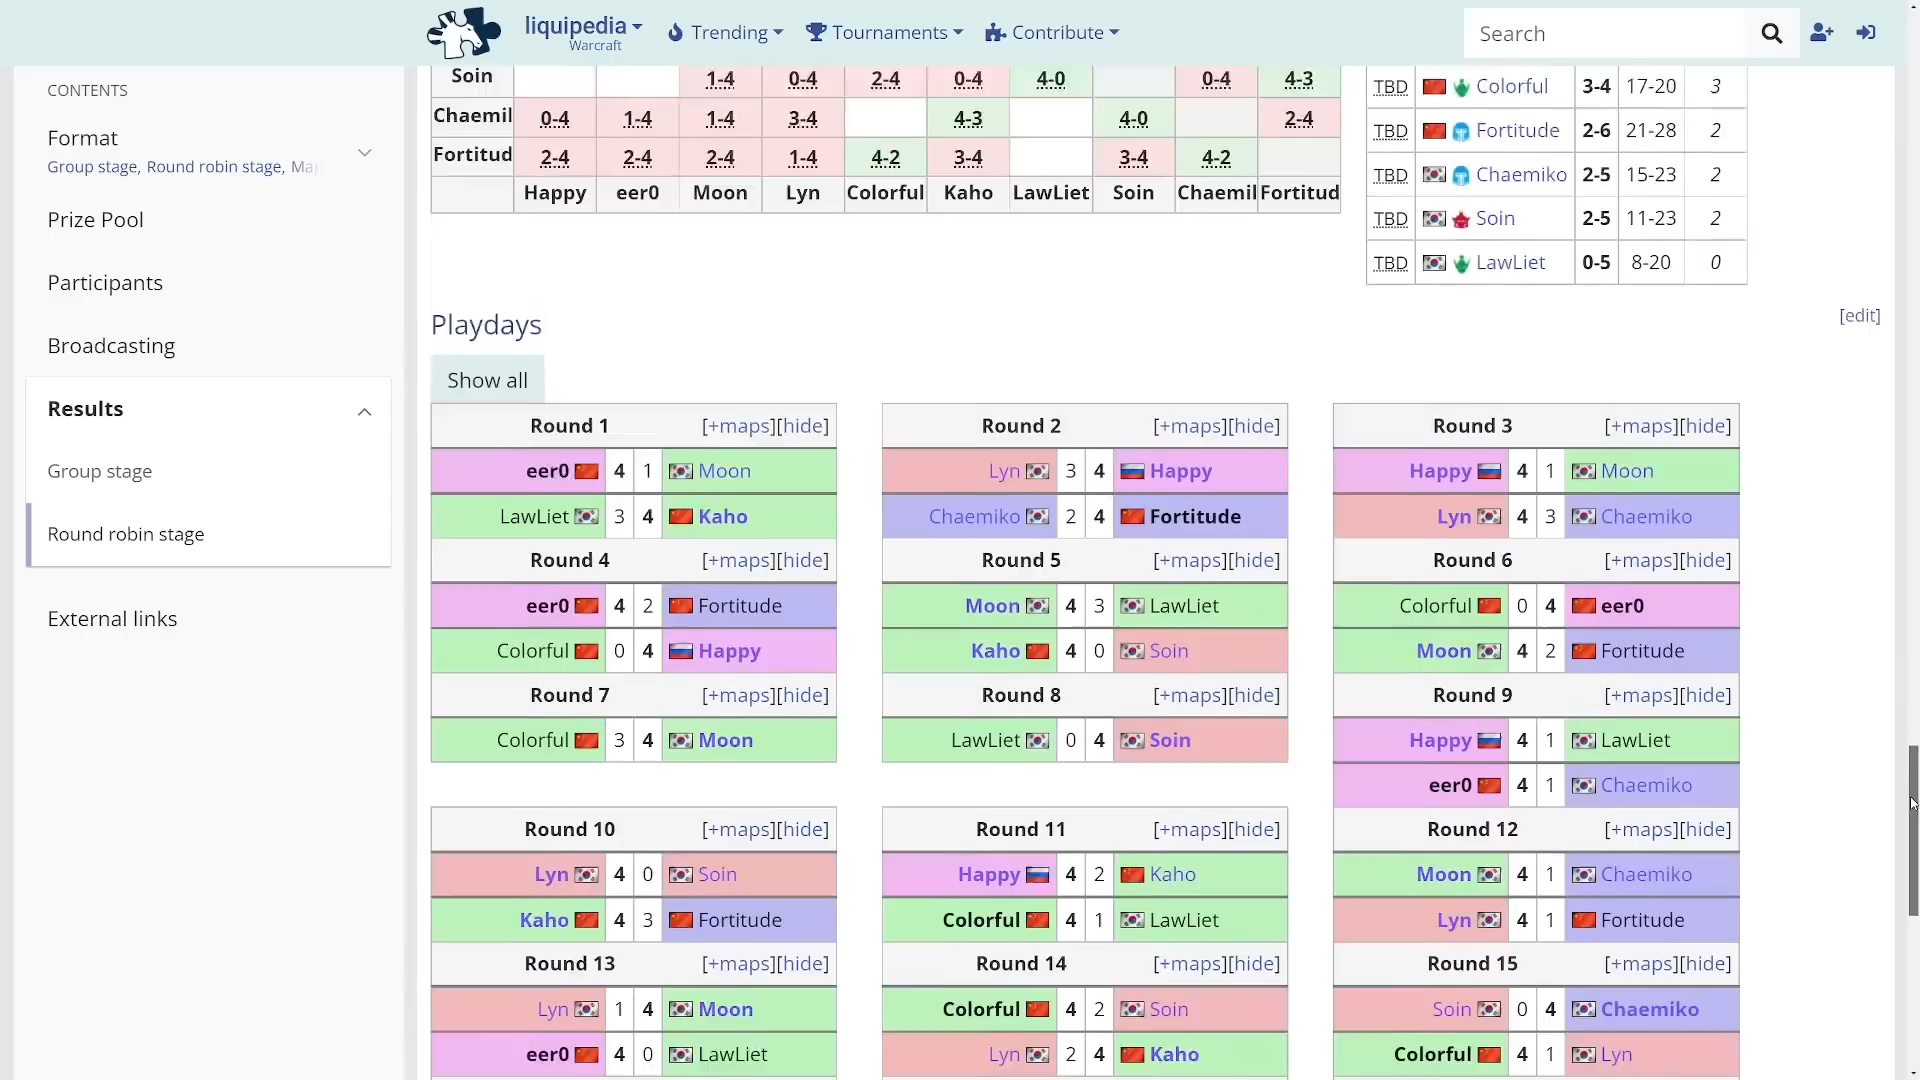 liquipedia
Warcraft
Trending
Tournaments
Contribute
Search
CONTENTS
Format
Group stage, Round robin stage, Ma
Prize Pool
Participants
Broadcasting
Results
Group stage
Round robin stage
External links
Soin 1-4 0-4 2-4 0-4 4-0 0-4 4-3
Chaemil 0-4 1-4 1-4 3-4 4-3 4-0 2-4
Fortitud 2-4 2-4 2-4 1-4 4-2 3-4 3-4 4-2
Happy eer0 Moon Lyn Colorful Kaho LawLiet Soin Chaemil Fortitud
TBD Colorful 3-4 17-20 3
TBD Fortitude 2-6 21-28 2
TBD Chaemiko 2-5 15-23 2
TBD Soin 2-5 11-23 2
TBD LawLiet 0-5 8-20 0
Playdays
[edit]
Show all
Round 1 [+maps][hide]
eer0 4 1 Moon
LawLiet 3 4 Kaho
Round 2 [+maps][hide]
Lyn 3 4 Happy
Chaemiko 2 4 Fortitude
Round 3 [+maps][hide]
Happy 4 1 Moon
Lyn 4 3 Chaemiko
Round 4 [+maps][hide]
eer0 4 2 Fortitude
Colorful 0 4 Happy
Round 5 [+maps][hide]
Moon 4 3 LawLiet
Kaho 4 0 Soin
Round 6 [+maps][hide]
Colorful 0 4 eer0
Moon 4 2 Fortitude
Round 7 [+maps][hide]
Colorful 3 4 Moon
Round 8 [+maps][hide]
LawLiet 0 4 Soin
Round 9 [+maps][hide]
Happy 4 1 LawLiet
eer0 4 1 Chaemiko
Round 10 [+maps][hide]
Lyn 4 0 Soin
Kaho 4 3 Fortitude
Round 11 [+maps][hide]
Happy 4 2 Kaho
Colorful 4 1 LawLiet
Round 12 [+maps][hide]
Moon 4 1 Chaemiko
Lyn 4 1 Fortitude
Round 13 [+maps][hide]
Lyn 1 4 Moon
eer0 4 0 LawLiet
Round 14 [+maps][hide]
Colorful 4 2 Soin
Lyn 2 4 Kaho
Round 15 [+maps][hide]
Soin 0 4 Chaemiko
Colorful 4 1 Lyn